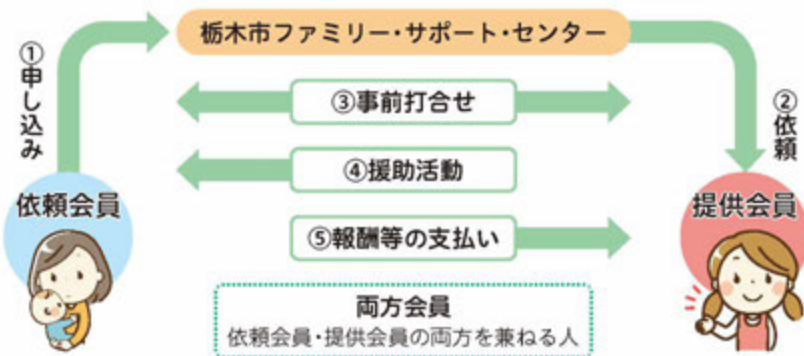 栃木市ファミリー・サポート・センター
①申し込み
②依頼
③事前打合せ
④援助活動
⑤報酬等の支払い
依頼会員
提供会員
両方会員
依頼会員・提供会員の両方を兼ねる人